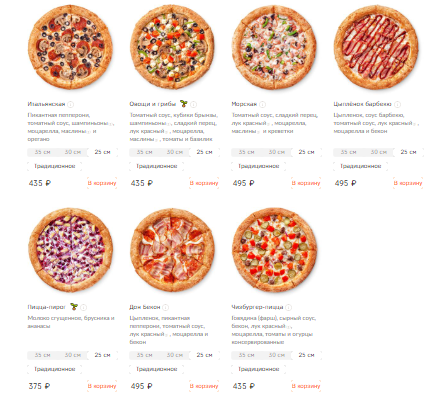 Итальянская
Пикантная пепперони,
томатный соус, шампиньоны,
моцарелла, маслины и
орегано
35 см 30 см 25 см
Традиционное
435 ₽ В корзину
Овощи и грибы
Томатный соус, кубики брынзы,
шампиньоны, сладкий перец,
лук красный, моцарелла,
маслины, томаты и базилик
35 см 30 см 25 см
Традиционное
435 ₽ В корзину
Морская
Томатный соус, сладкий перец,
лук красный, моцарелла,
маслины и креветки
35 см 30 см 25 см
Традиционное
495 ₽ В корзину
Цыплёнок барбекю
Цыпленок, соус барбекю,
томатный соус, лук красный,
моцарелла и бекон
35 см 30 см 25 см
Традиционное
495 ₽ В корзину
Пицца-пирог
Молоко сгущенное, брусника и
ананасы
35 см 30 см 25 см
Традиционное
375 ₽ В корзину
Дон Бекон
Цыпленок, пикантная
пепперони, томатный соус,
лук красный, моцарелла и
бекон
35 см 30 см 25 см
Традиционное
495 ₽ В корзину
Чизбургер-пицца
Говядина (фарш), сырный соус,
бекон, лук красный,
моцарелла, томаты и огурцы
консервированные
35 см 30 см 25 см
Традиционное
435 ₽ В корзину